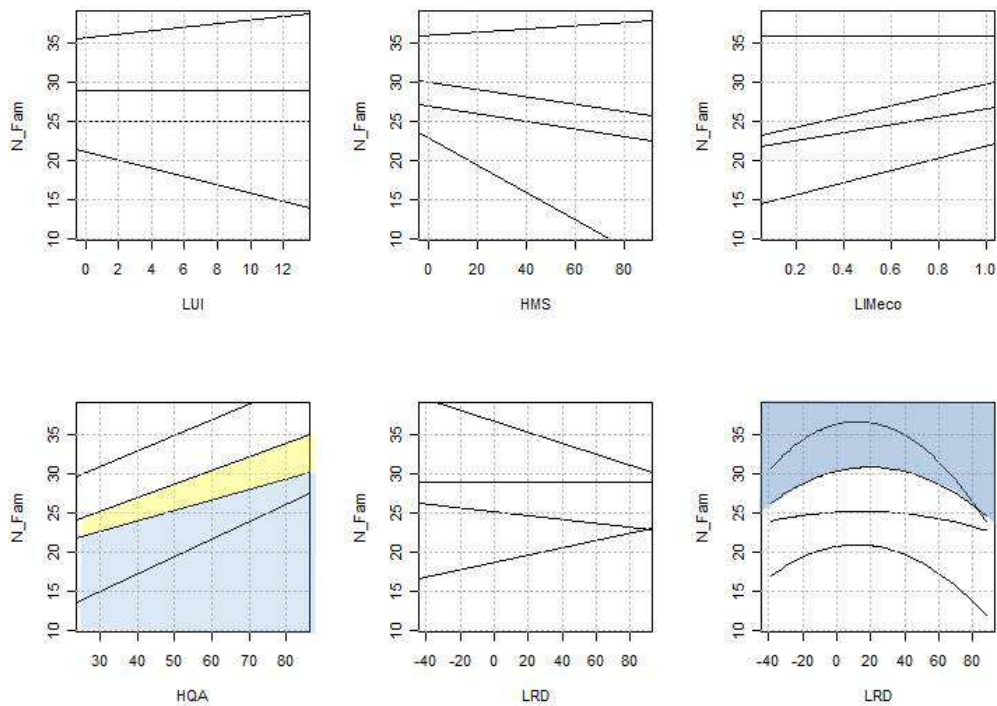 N_Fam
10 15 20 25 30 35
0 2 4 6 8 10 12
LUI
N_Fam
10 15 20 25 30 35
0 20 40 60 80
HMS
N_Fam
10 15 20 25 30 35
0.2 0.4 0.6 0.8 1.0
LIMeco
N_Fam
10 15 20 25 30 35
30 40 50 60 70 80
HQA
N_Fam
10 15 20 25 30 35
-40 -20 0 20 40 60 80
LRD
N_Fam
10 15 20 25 30 35
-40 -20 0 20 40 60 80
LRD